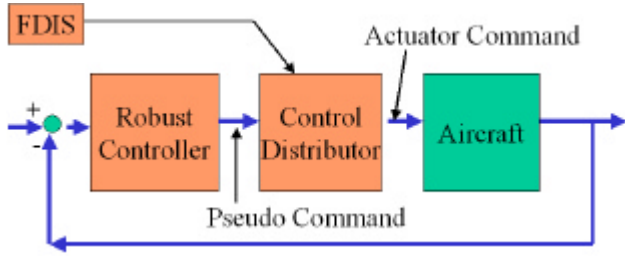 FDIS
Actuator Command
+
-
Robust
Controller
Control
Distributor
Aircraft
Pseudo Command